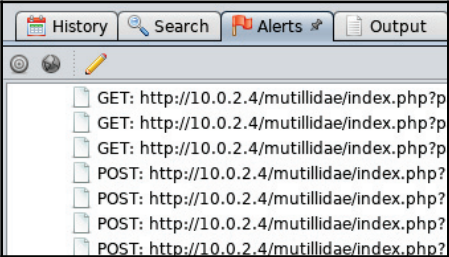 History Search Alerts Output
GET: http://10.0.2.4/mutillidae/index.php?p
GET: http://10.0.2.4/mutillidae/index.php?p
GET: http://10.0.2.4/mutillidae/index.php?p
POST: http://10.0.2.4/mutillidae/index.php?
POST: http://10.0.2.4/mutillidae/index.php?
POST: http://10.0.2.4/mutillidae/index.php?
POST: http://10.0.2.4/mutillidae/index.php?